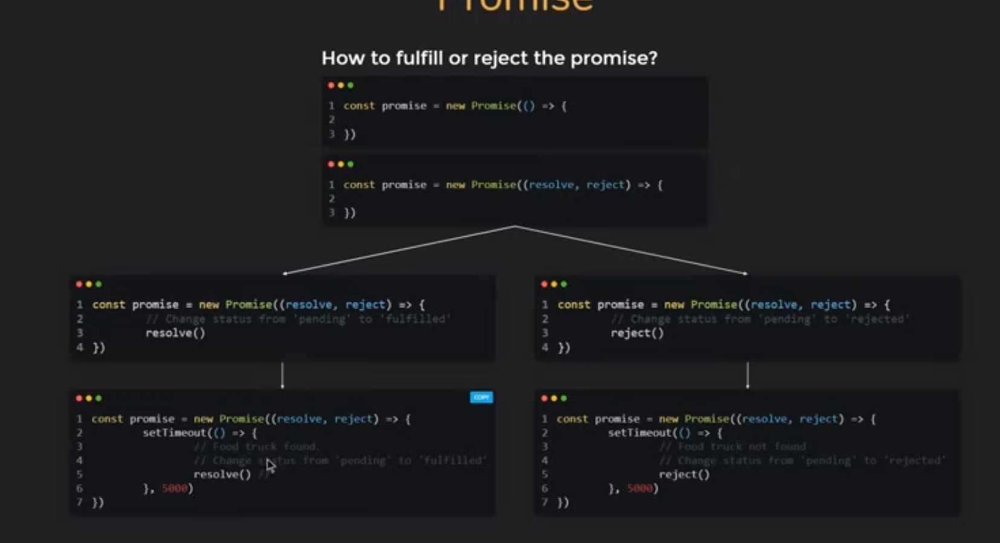 Promise
How to fulfill or reject the promise?
1 const promise = new Promise(() => {
2
3 })
1 const promise = new Promise((resolve, reject) => {
2
3 })
1 const promise = new Promise((resolve, reject) => {
2 // Change status from 'pending' to 'fulfilled'
3 resolve()
4 })
1 const promise = new Promise((resolve, reject) => {
2 // Change status from 'pending' to 'rejected'
3 reject()
4 })
COPY
1 const promise = new Promise((resolve, reject) => {
2 setTimeout(() => {
3 // Food truck found.
4 // Change status from 'pending' to 'fulfilled'
5 resolve() //
6 }, 5000)
7 })
1 const promise = new Promise((resolve, reject) => {
2 setTimeout(() => {
3 // Food truck not found
4 // Change status from 'pending' to 'rejected'
5 reject()
6 }, 5000)
7 })